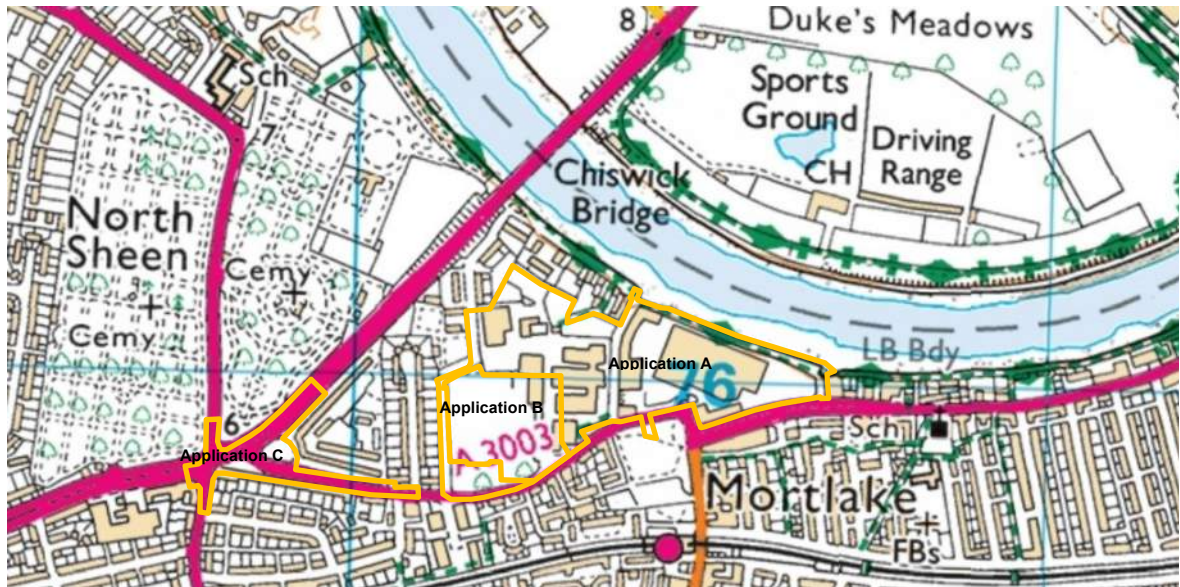 8
Duke's Meadows
Sch
Sports
Ground
7
Driving
Range
CH
Chiswick
Bridge
North
Sheen
Cemy
Cemy
LB Bdy
Application A
76
Application B
6
Sch
A 3003
Application C
Mortlake
FBs